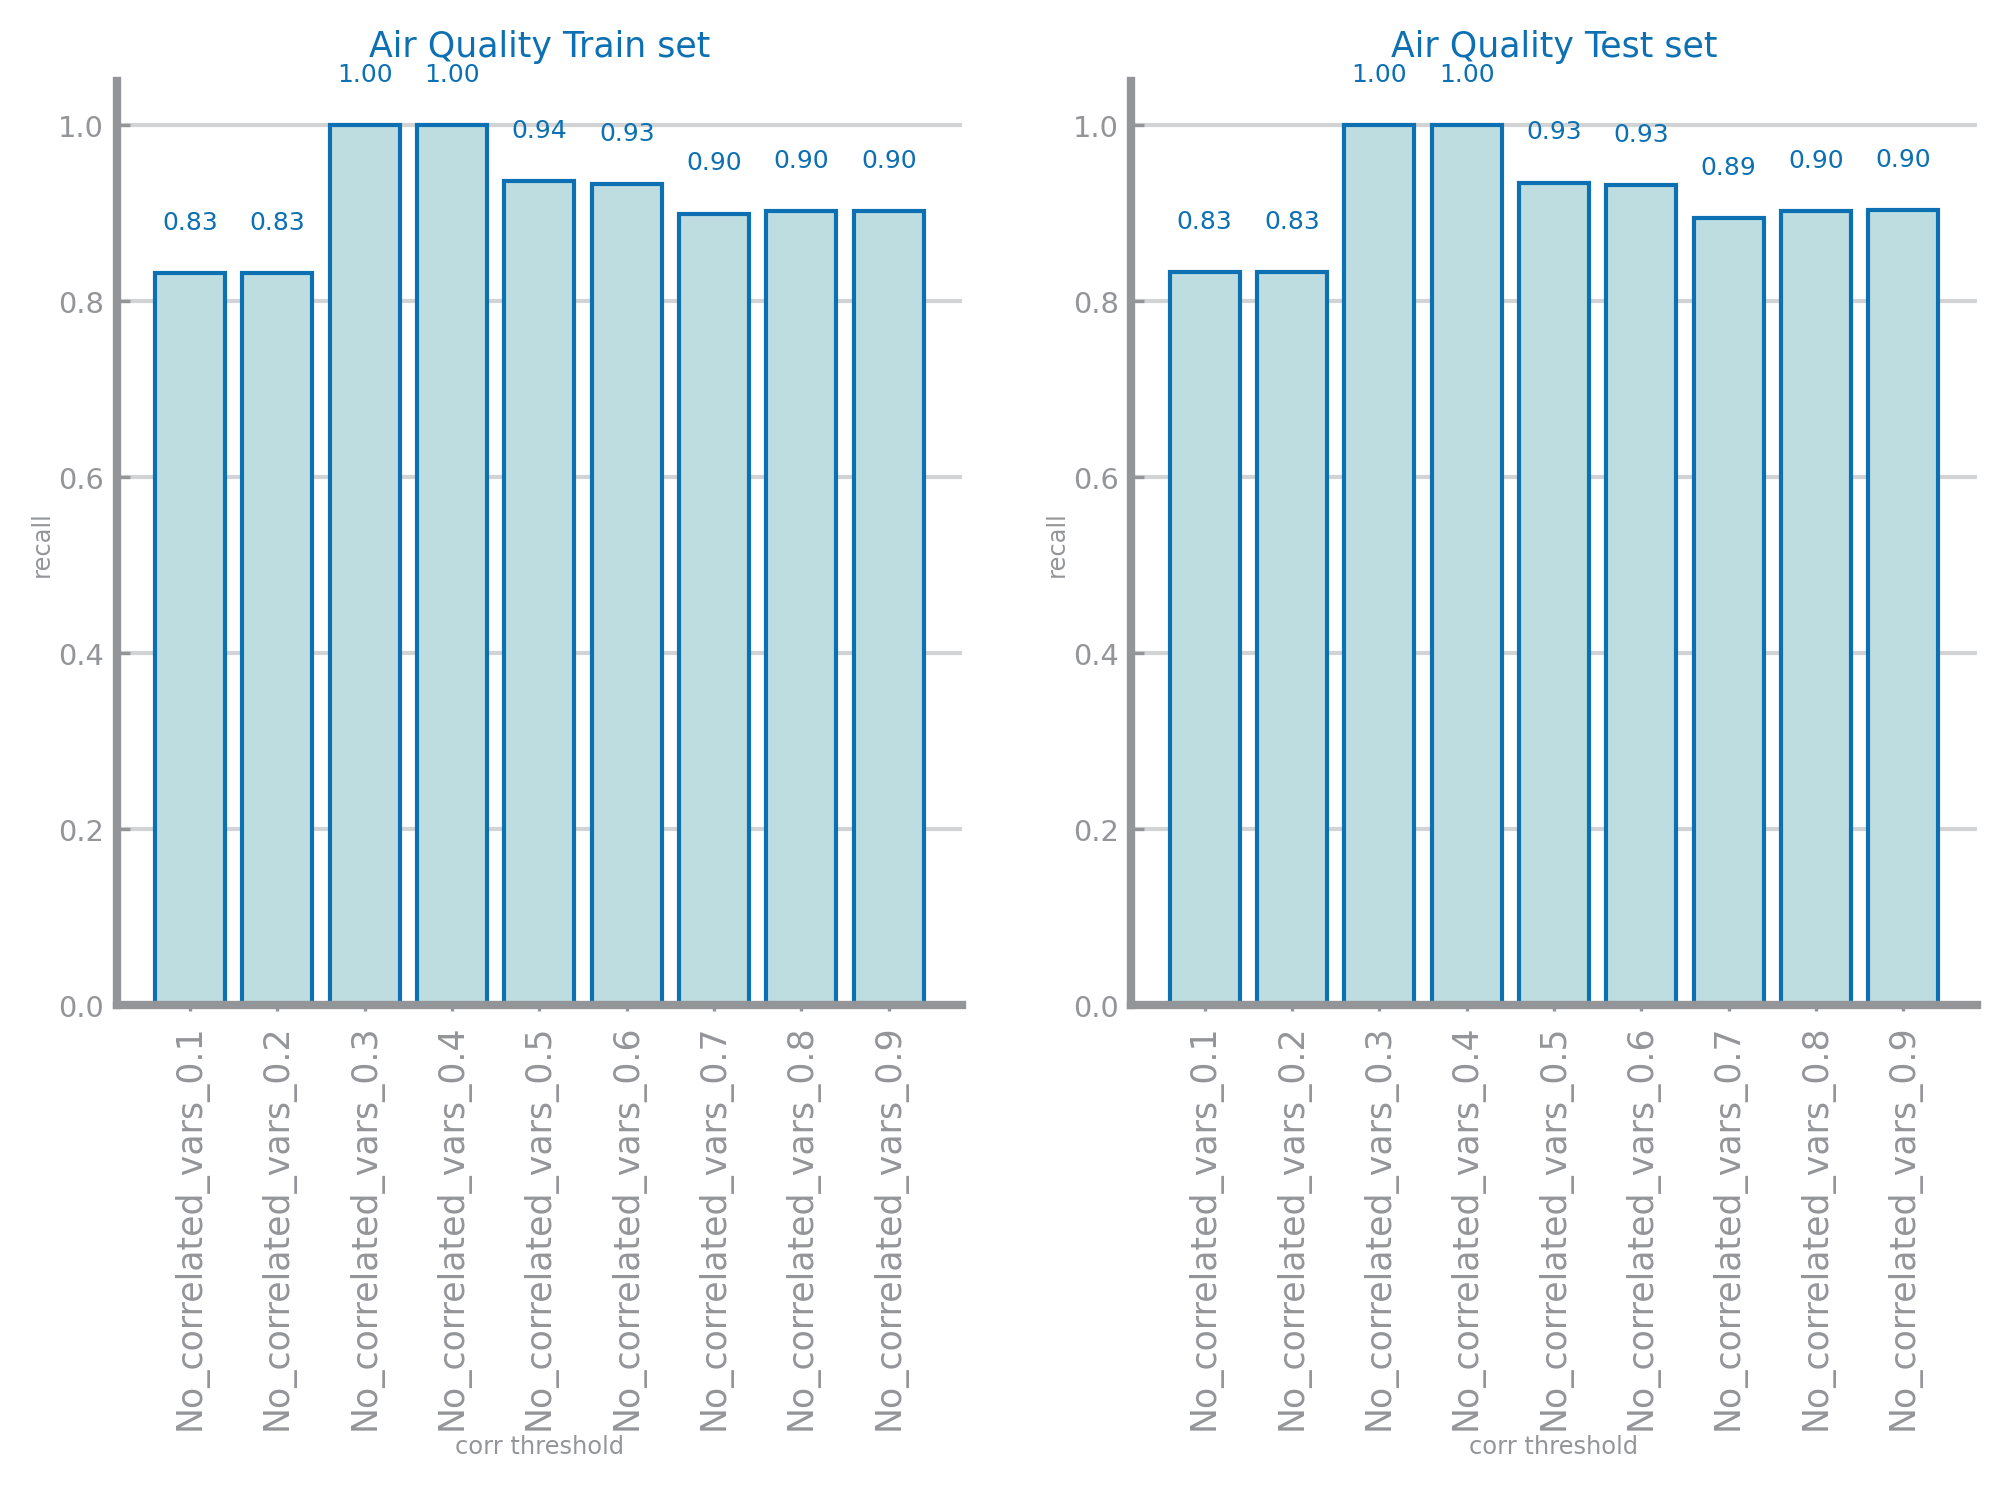 Air Quality Train set
1.00 1.00
0.94 0.93
0.90 0.90 0.90
0.83 0.83
1.0
0.8
0.6
0.4
0.2
0.0
recall
No_correlated_vars_0.1
No_correlated_vars_0.2
No_correlated_vars_0.3
No_correlated_vars_0.4
No_correlated_vars_0.5
No_correlated_vars_0.6
No_correlated_vars_0.7
No_correlated_vars_0.8
No_correlated_vars_0.9
corr threshold
Air Quality Test set
1.00 1.00
0.93 0.93
0.89 0.90 0.90
0.83 0.83
1.0
0.8
0.6
0.4
0.2
0.0
recall
No_correlated_vars_0.1
No_correlated_vars_0.2
No_correlated_vars_0.3
No_correlated_vars_0.4
No_correlated_vars_0.5
No_correlated_vars_0.6
No_correlated_vars_0.7
No_correlated_vars_0.8
No_correlated_vars_0.9
corr threshold